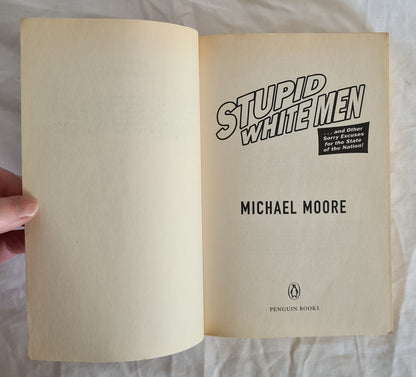 STUPID
WHITE MEN
. . . and Other
Sorry Excuses
for the State
of the Nation!
MICHAEL MOORE
PENGUIN BOOKS